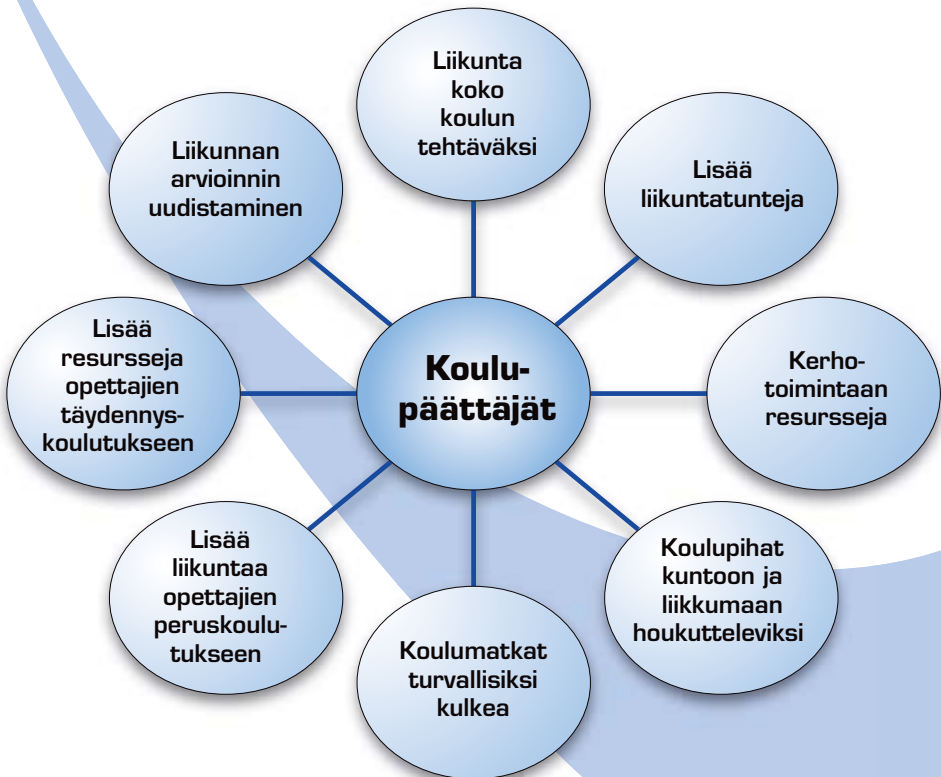 Liikunta
koko
koulun
tehtäväksi
Liikunnan
arvioinnin
uudistaminen
Lisää
liikuntatunteja
Lisää
resursseja
opettajien
täydennys-
koulutukseen
Koulu-
päättäjät
Kerho-
toimintaan
resursseja
Lisää
liikuntaa
opettajien
peruskoulu-
tukseen
Koulumatkat
turvallisiksi
kulkea
Koulupihat
kuntoon ja
liikkumaan
houkutteleviksi